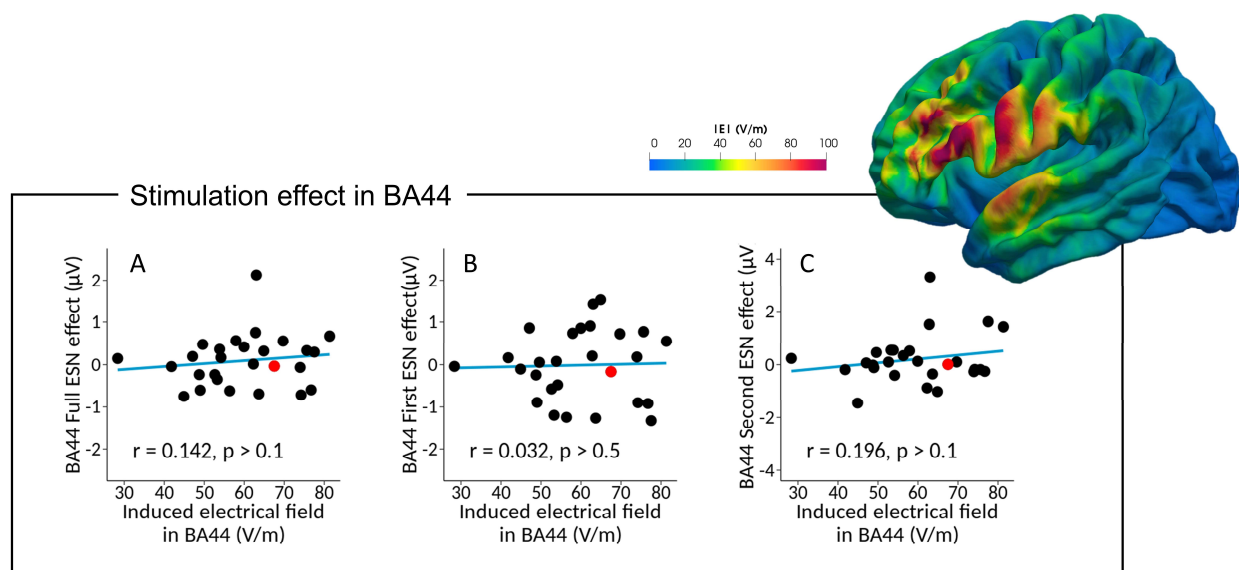 |E| (V/m)
0 20 40 60 80 100
Stimulation effect in BA44
A
BA44 Full ESN effect (µV)
2
1
0
-1
-2
r = 0.142, p > 0.1
30 40 50 60 70 80
Induced electrical field
in BA44 (V/m)
B
BA44 First ESN effect(µV)
2
1
0
-1
-2
r = 0.032, p > 0.5
30 40 50 60 70 80
Induced electrical field
in BA44 (V/m)
C
BA44 Second ESN effect (µV
4
2
0
-2
-4
r = 0.196, p > 0.1
30 40 50 60 70 80
Induced electrical field
in BA44 (V/m)